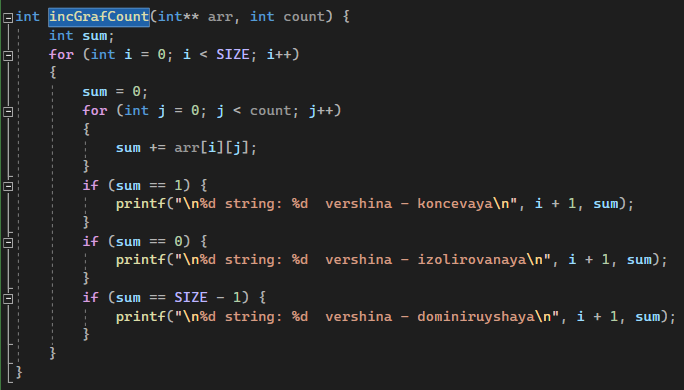 int incGrafCount(int** arr, int count) {
    int sum;
    for (int i = 0; i < SIZE; i++)
    {
        sum = 0;
        for (int j = 0; j < count; j++)
        {
            sum += arr[i][j];
        }
        if (sum == 1) {
            printf("\n%d string: %d  vershina - koncevaya\n", i + 1, sum);
        }
        if (sum == 0) {
            printf("\n%d string: %d  vershina - izolirovanaya\n", i + 1, sum);
        }
        if (sum == SIZE - 1) {
            printf("\n%d string: %d  vershina - dominiruyshaya\n", i + 1, sum);
        }
    }
}